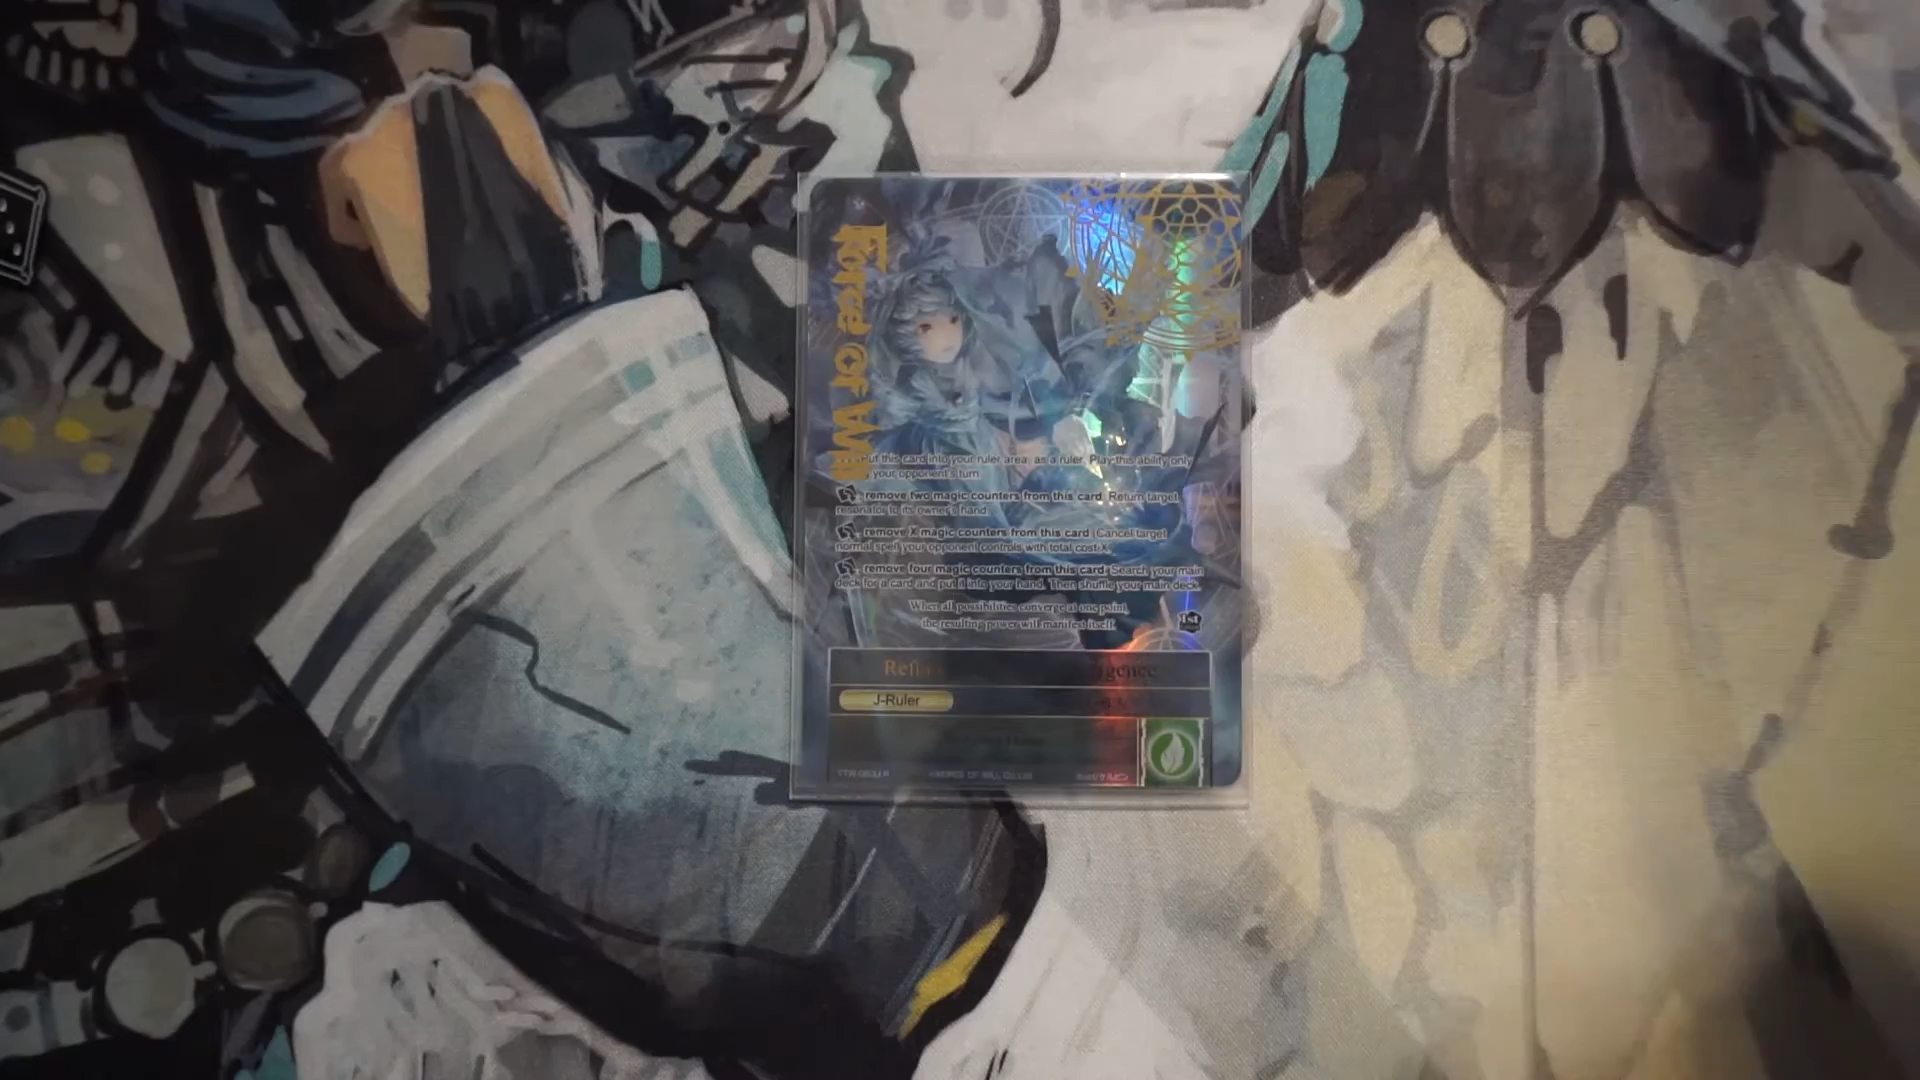 Force of Will
Put this card into your ruler area as a ruler. Play this ability only
your opponent's turn.
remove two magic counters from this card: Return target
resonator to its owner's hand.
remove X magic counters from this card: Cancel target
normal spell your opponent controls with total cost X.
remove four magic counters from this card: Search your main
deck for a card and put it into your hand. Then shuffle your main deck.
When all possibilities converge at one point,
the resulting power will manifest itself.
1st
J-Ruler